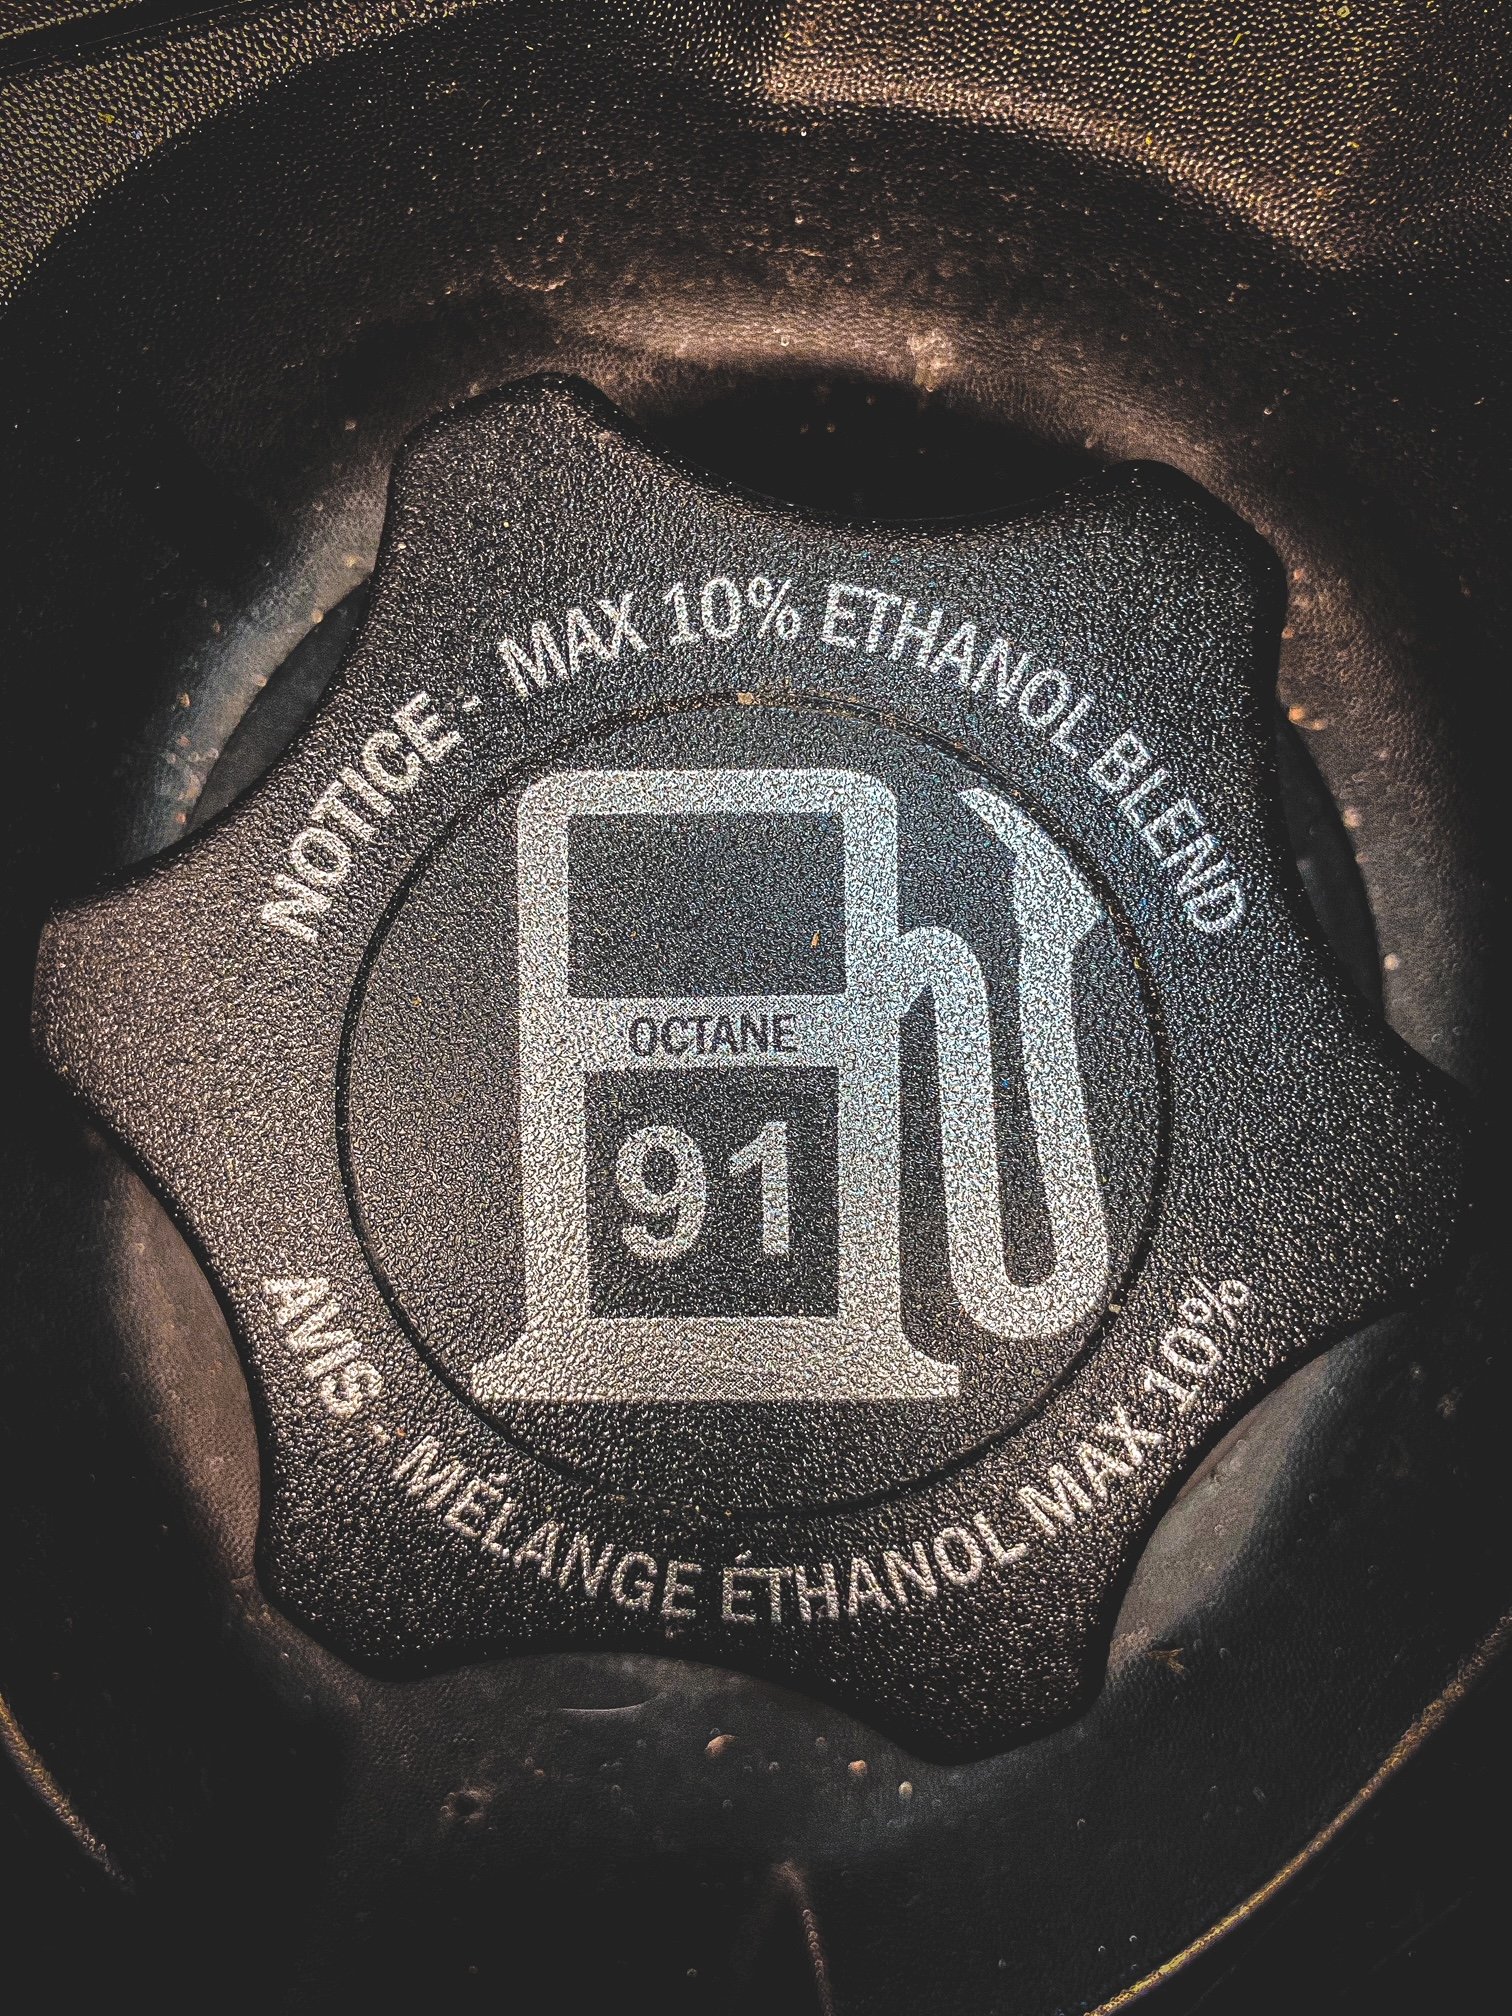 NOTICE - MAX 10% ETHANOL BLEND
OCTANE
91
AVIS - MÉLANGE ÉTHANOL MAX 10%